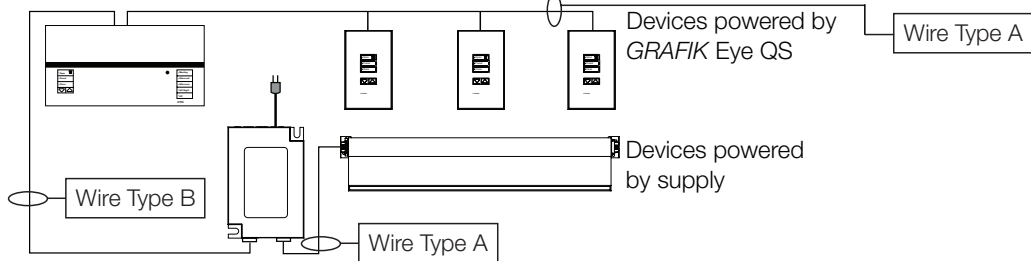 Devices powered by
GRAFIK Eye QS
Wire Type A
Devices powered
by supply
Wire Type B
Wire Type A